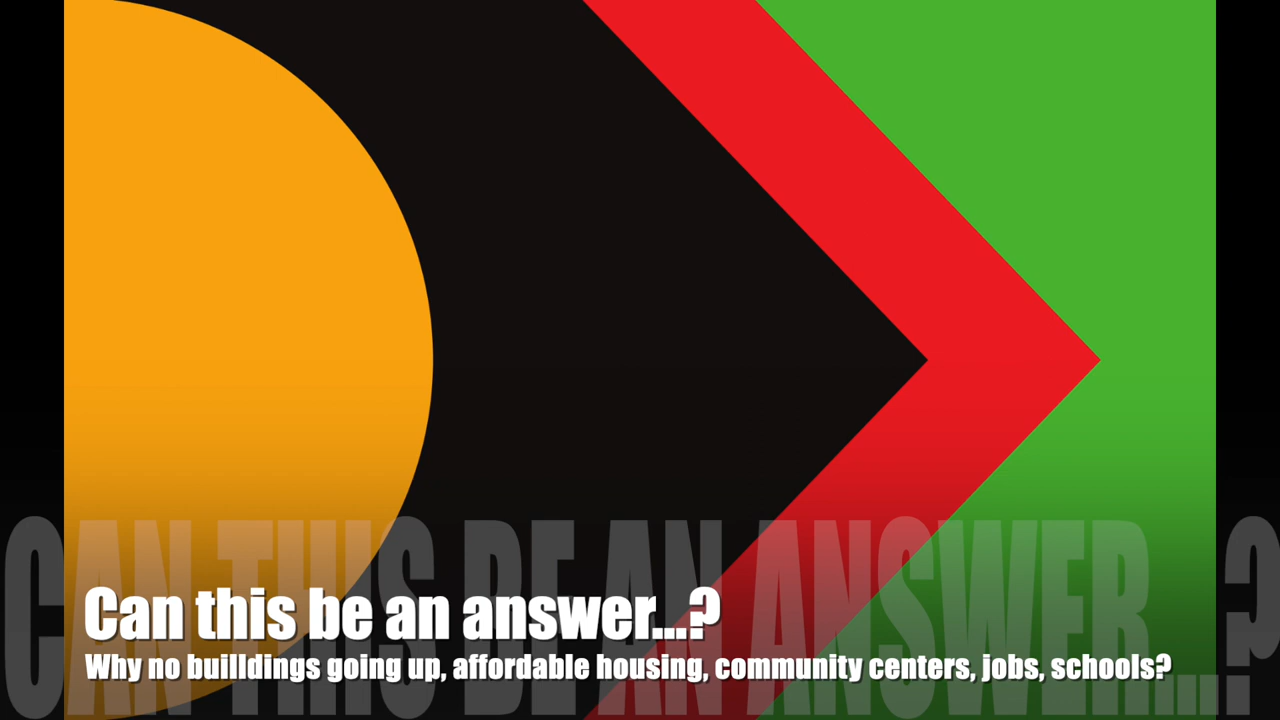 CAN THIS BE AN ANSWER...?
Can this be an answer...?
Why no builldings going up, affordable housing, community centers, jobs, schools?